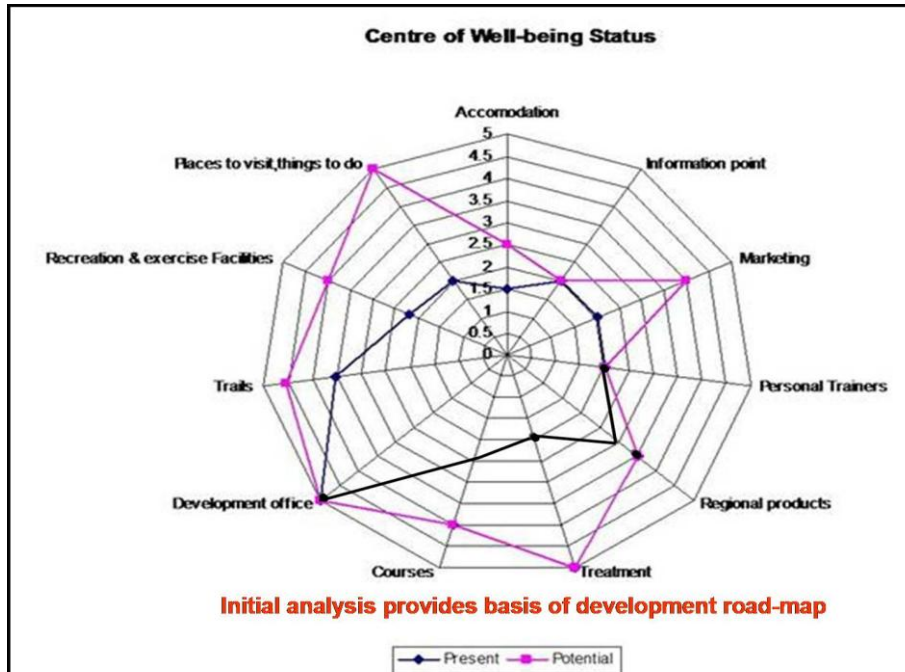 Centre of Well-being Status
Accomodation
Information point
Marketing
Personal Trainers
Regional products
Treatment
Courses
Development office
Trails
Recreation & exercise Facilities
Places to visit,things to do
5
4.5
4
3.5
3
2.5
2
1.5
1
0.5
0
Initial analysis provides basis of development road-map
Present
Potential